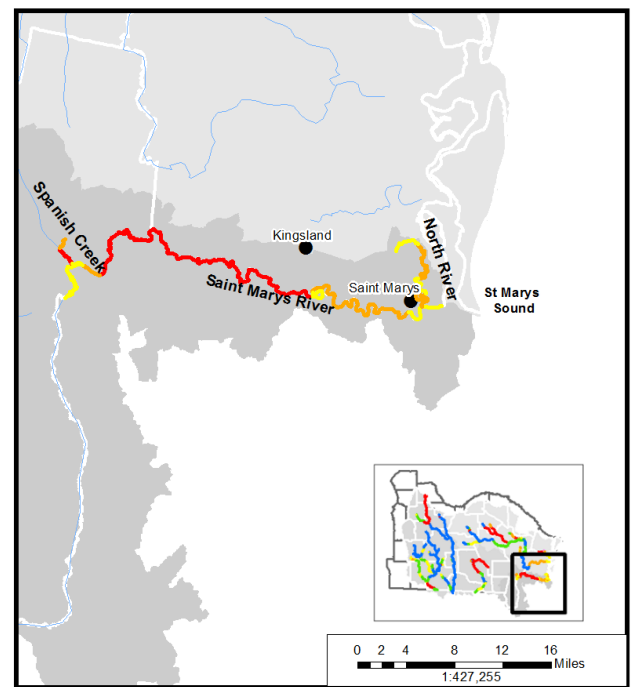 Spanish Creek
Kingsland
North River
Saint Marys
Saint Marys River
St Marys
Sound
0 2 4 8 12 16
Miles
1:427,255